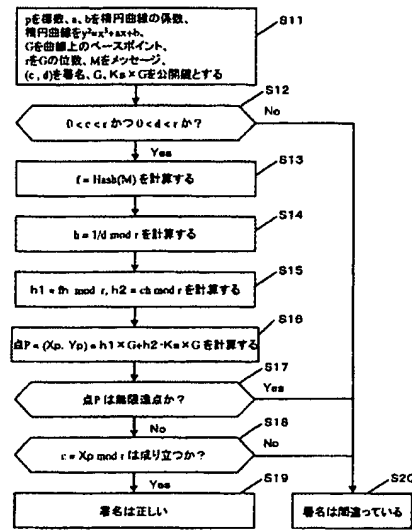 S11
pを標数、a、bを楕円曲線の係数、
楕円曲線をy²=x³+ax+b、
Gを曲線上のベースポイント、
rをGの位数、Mをメッセージ、
(c, d)を署名、G、Ks×Gを公開鍵とする
S12
0 < c < r かつ 0 < d < r か?
No
Yes
S13
f = Hash(M) を計算する
S14
h = 1/d mod r を計算する
S15
h1 = fh mod r, h2 = ch mod r を計算する
S16
点P = (Xp, Yp) = h1×G+h2・Ks×G を計算する
S17
点P は無限遠点か?
Yes
No
S18
c = Xp mod r は成り立つか?
No
Yes
S19
署名は正しい
S20
署名は間違っている